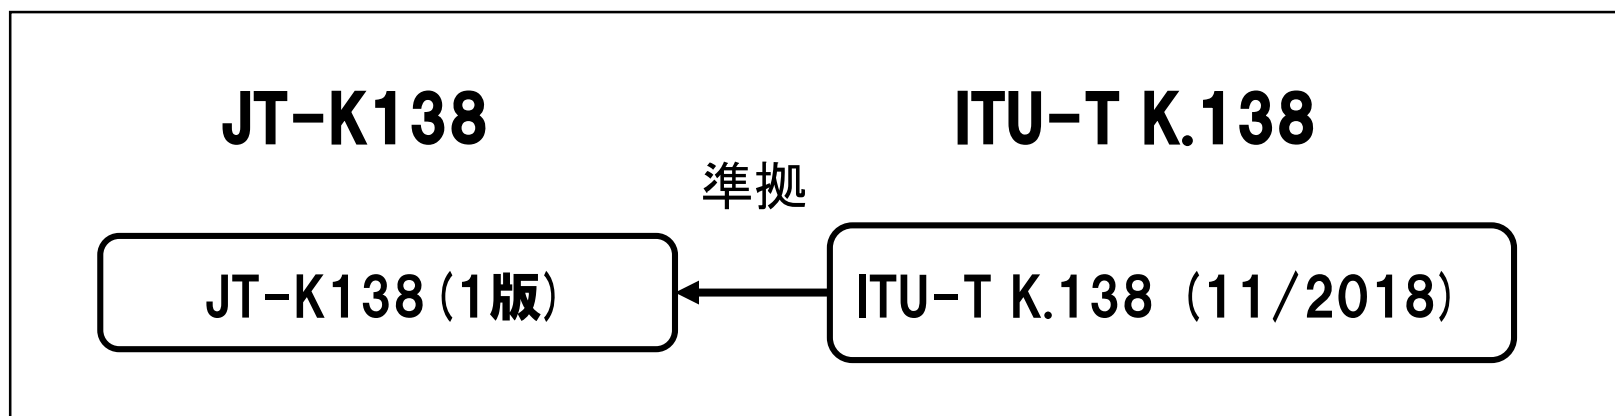 JT-K138
ITU-T K.138
準拠
JT-K138(1版)
ITU-T K.138 (11/2018)